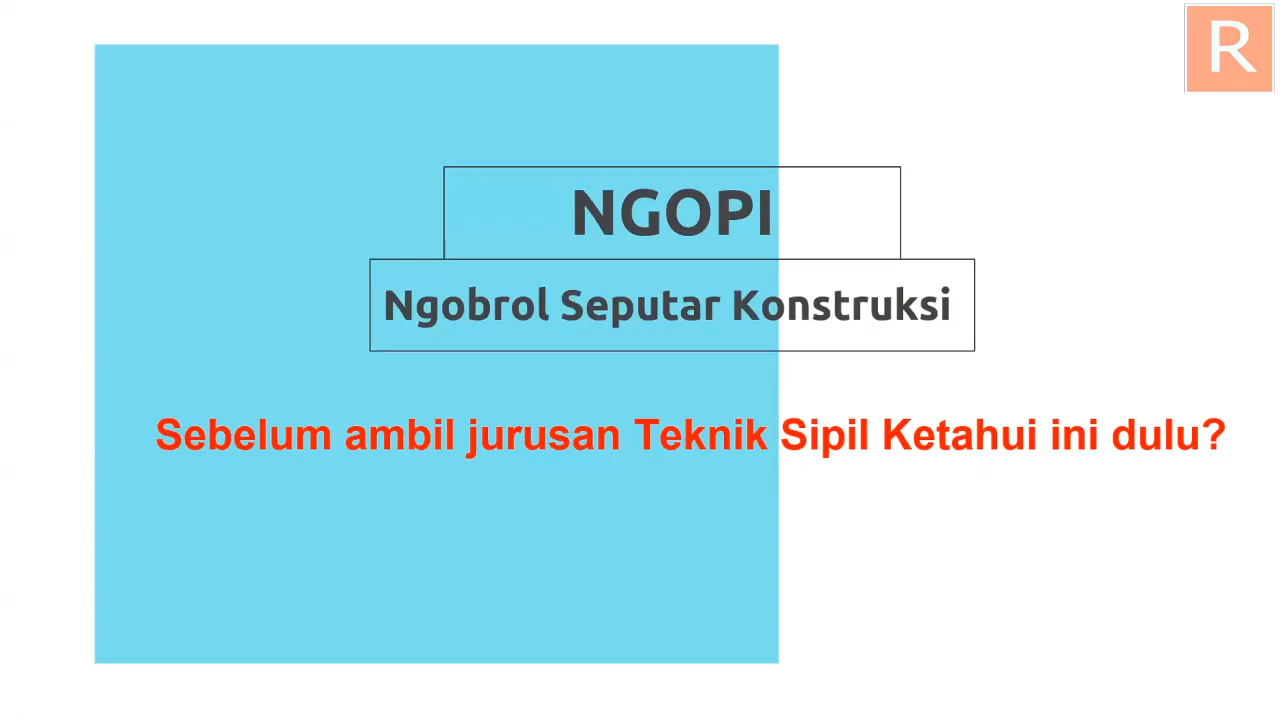 R
NGOPI
Ngobrol Seputar Konstruksi
Sebelum ambil jurusan Teknik Sipil Ketahui ini dulu?